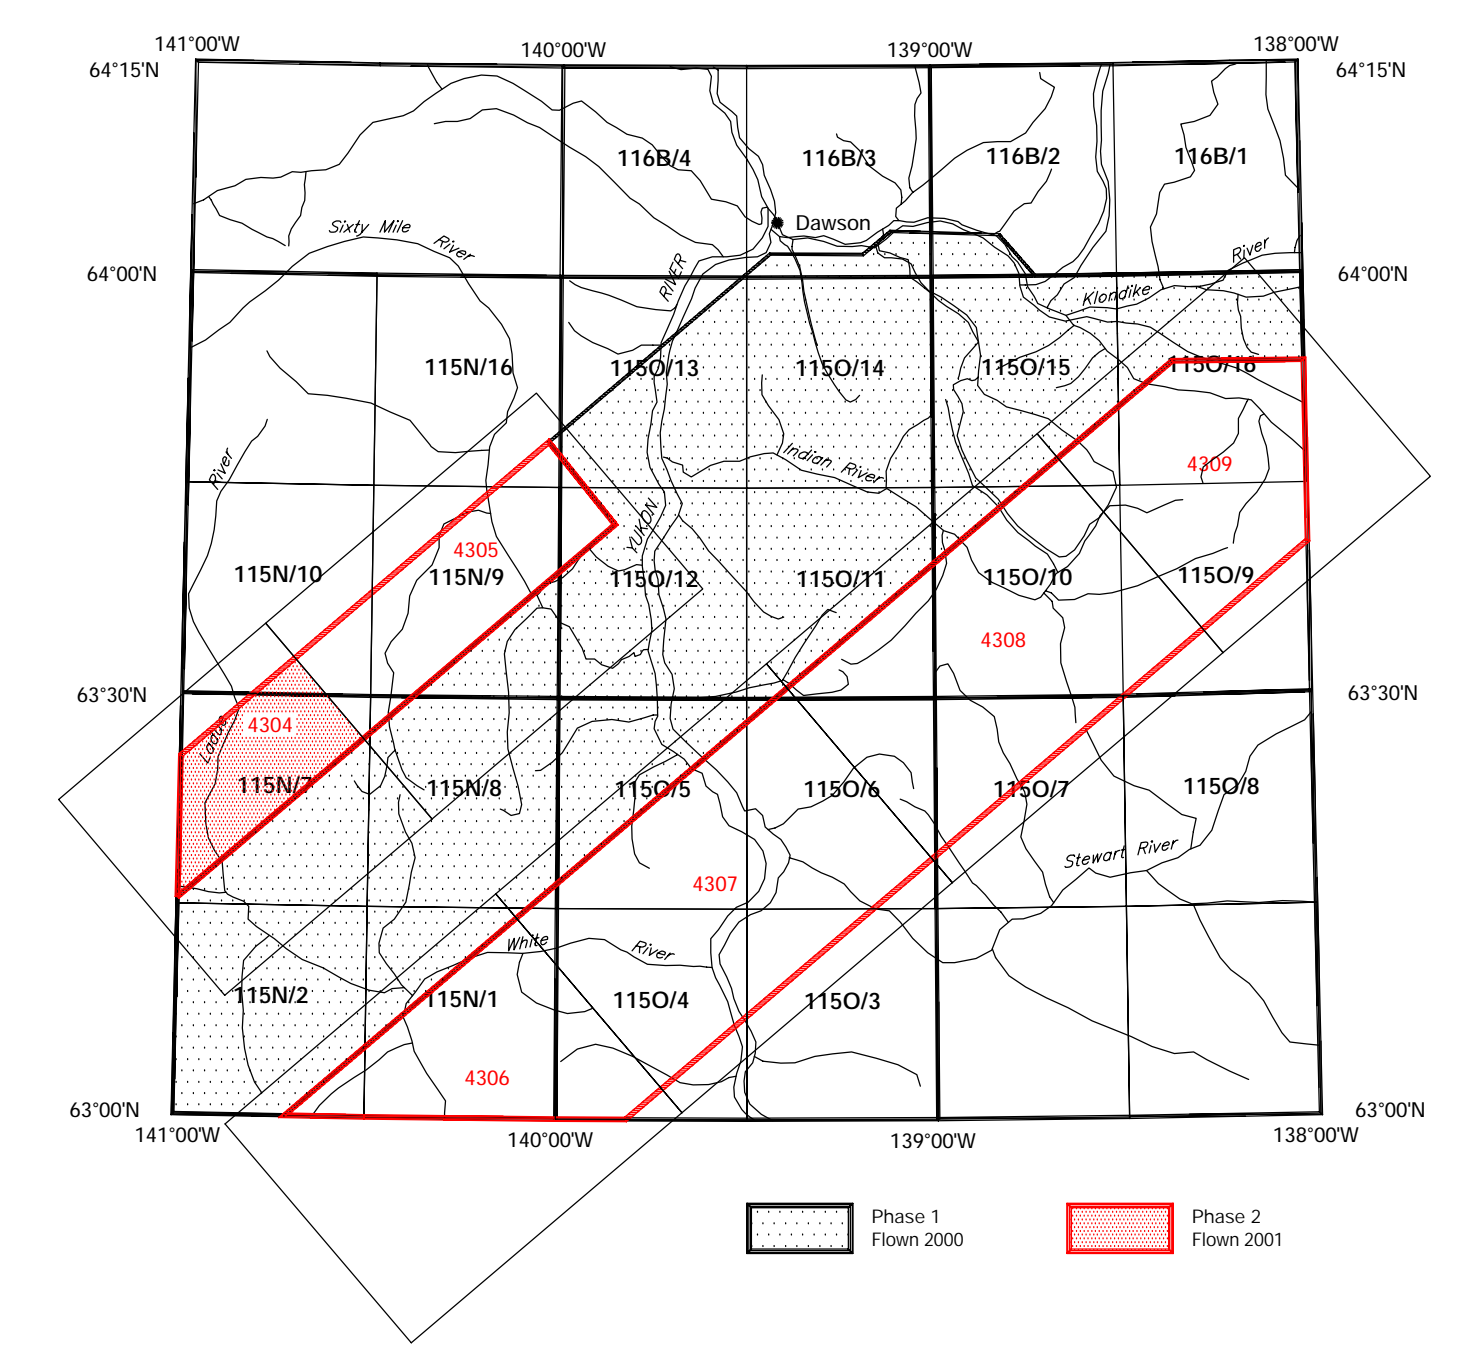 141°00'W
140°00'W
139°00'W
138°00'W
64°15'N
64°15'N
116B/4
116B/3
116B/2
116B/1
Sixty Mile River
Dawson
River
64°00'N
64°00'N
RIVER
Klondike
115N/16
115O/13
115O/14
115O/15
115O/16
River
Indian River
4309
YUKON
4305
115N/10
115N/9
115O/12
115O/11
115O/10
115O/9
4308
63°30'N
63°30'N
Ladue
4304
115N/7
115N/8
115O/5
115O/6
115O/7
115O/8
Stewart River
4307
White River
115N/2
115N/1
115O/4
115O/3
4306
63°00'N
63°00'N
141°00'W
140°00'W
139°00'W
138°00'W
Phase 1
Flown 2000
Phase 2
Flown 2001